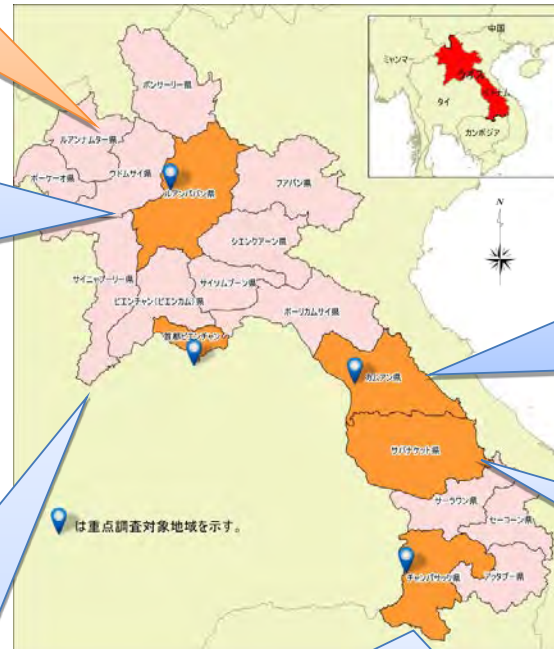 中国
ミャンマー
ラオス
ベトナム
タイ
カンボジア
N
ポンサーリー県
ルアンナムター県
ウドムサイ県
ボーケーオ県
ルアンパバン県
フアパン県
シエンクアーン県
サイニャブーリー県
サイソムブーン県
ビエンチャン(ビエンカム)県
ボーリカムサイ県
首都ビエンチャン
カムアン県
サバナケット県
サーラワン県
セーコーン県
チャンパサック県
アッタプー県
は重点調査対象地域を示す。